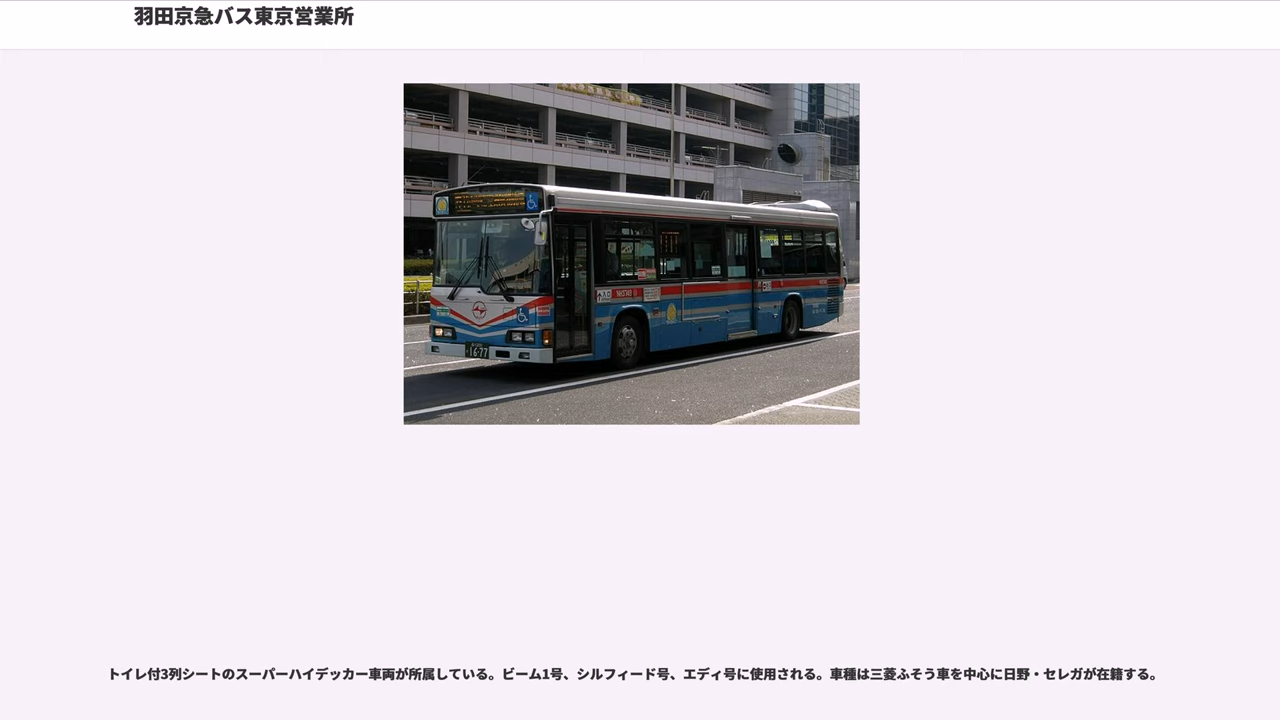 羽田京急バス東京営業所
16-77
トイレ付3列シートのスーパーハイデッカー車両が所属している。ビーム1号、シルフィード号、エディ号に使用される。車種は三菱ふそう車を中心に日野・セレガが在籍する。